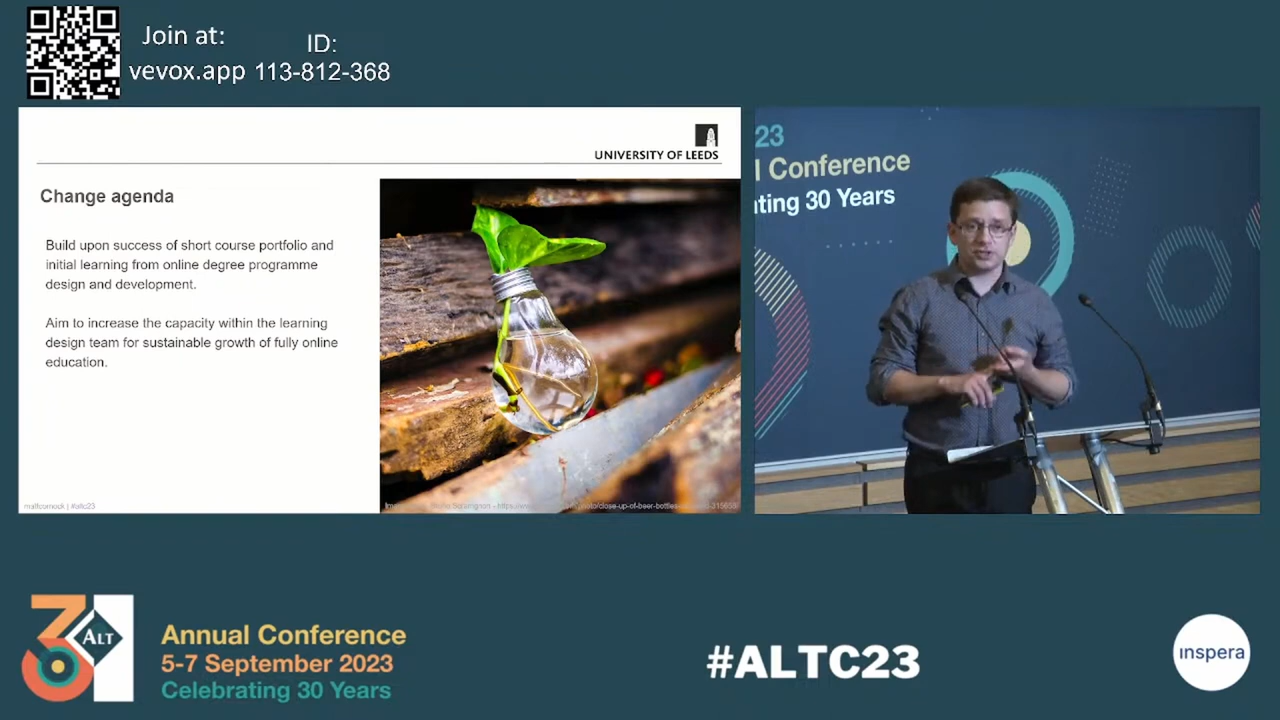 Join at:
vevox.app
ID:
113-812-368
UNIVERSITY OF LEEDS
Change agenda
Build upon success of short course portfolio and
initial learning from online degree programme
design and development.
Aim to increase the capacity within the learning
design team for sustainable growth of fully online
education.
mattcornock | #altc23
23
l Conference
ting 30 Years
ALT
Annual Conference
5-7 September 2023
Celebrating 30 Years
#ALTC23
inspera